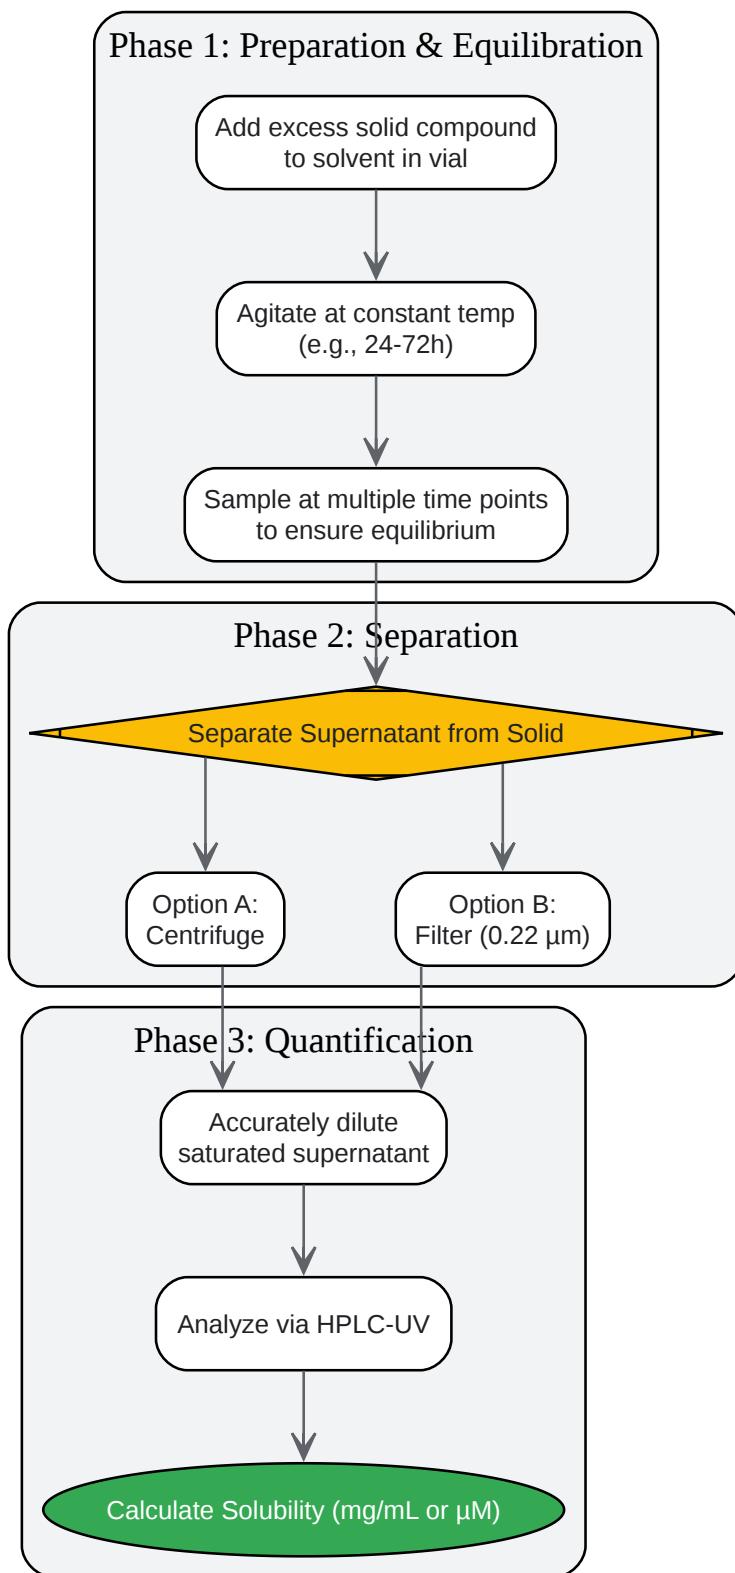 Phase 1: Preparation & Equilibration
Add excess solid compound
to solvent in vial
Agitate at constant temp
(e.g., 24-72h)
Sample at multiple time points
to ensure equilibrium
Phase 2: Separation
Separate Supernatant from Solid
Option A:
Centrifuge
Option B:
Filter (0.22 µm)
Phase 3: Quantification
Accurately dilute
saturated supernatant
Analyze via HPLC-UV
Calculate Solubility (mg/mL or µM)